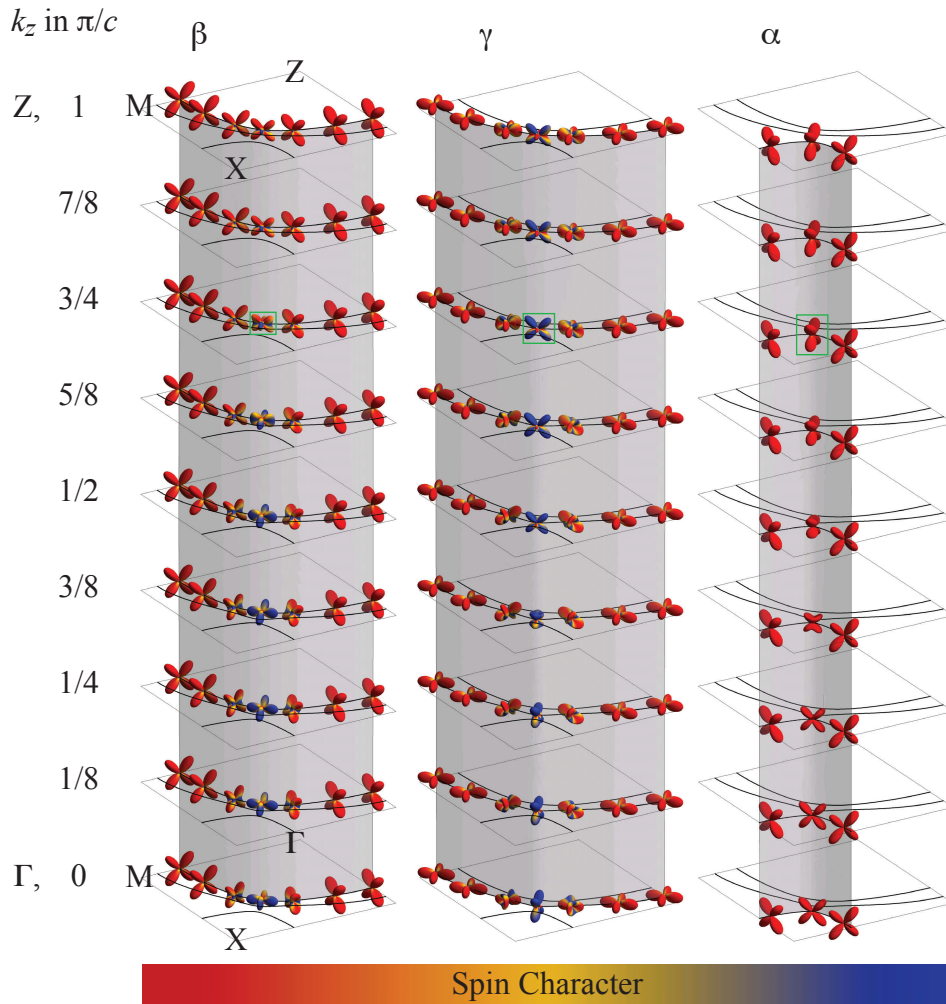 k_z in π/c
β γ α
Z
Z, 1 M
X
7/8
3/4
5/8
1/2
3/8
1/4
1/8
Γ
Γ, 0 M
X
Spin Character